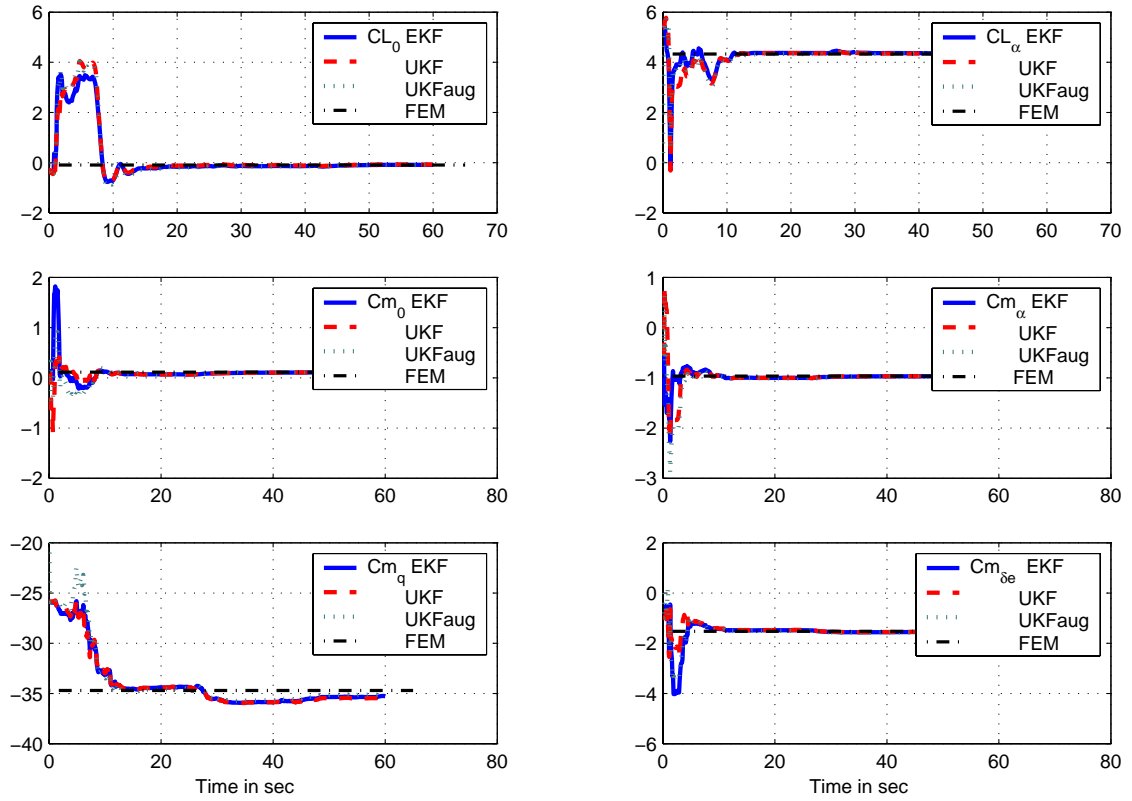 6
4
2
0
−2
0 10 20 30 40 50 60 70
CL0 EKF
UKF
UKFaug
FEM
6
5
4
3
2
1
0
−1
0 10 20 30 40 50 60 70
CLα EKF
UKF
UKFaug
FEM
2
1
0
−1
−2
0 20 40 60 80
Cm0 EKF
UKF
UKFaug
FEM
1
0
−1
−2
−3
0 20 40 60 80
Cmα EKF
UKF
UKFaug
FEM
−20
−25
−30
−35
−40
0 20 40 60 80
Cmq EKF
UKF
UKFaug
FEM
Time in sec
2
0
−2
−4
−6
0 20 40 60 80
Cmδe EKF
UKF
UKFaug
FEM
Time in sec